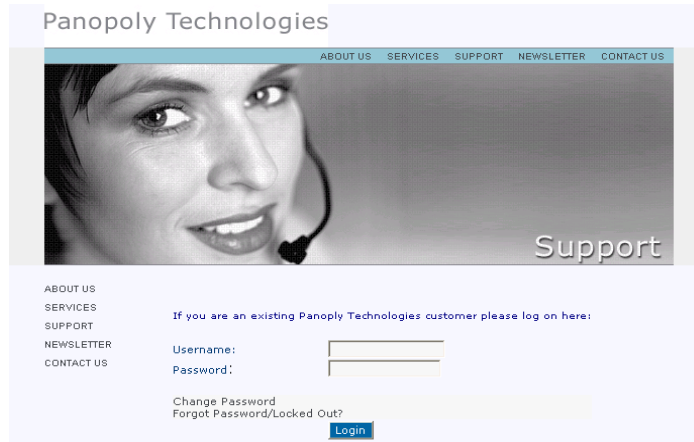 Panopoly Technologies
ABOUT US SERVICES SUPPORT NEWSLETTER CONTACT US
Support
ABOUT US
SERVICES
SUPPORT
NEWSLETTER
CONTACT US
If you are an existing Panoply Technologies customer please log on here:
Username:
Password:
Change Password
Forgot Password/Locked Out?
Login